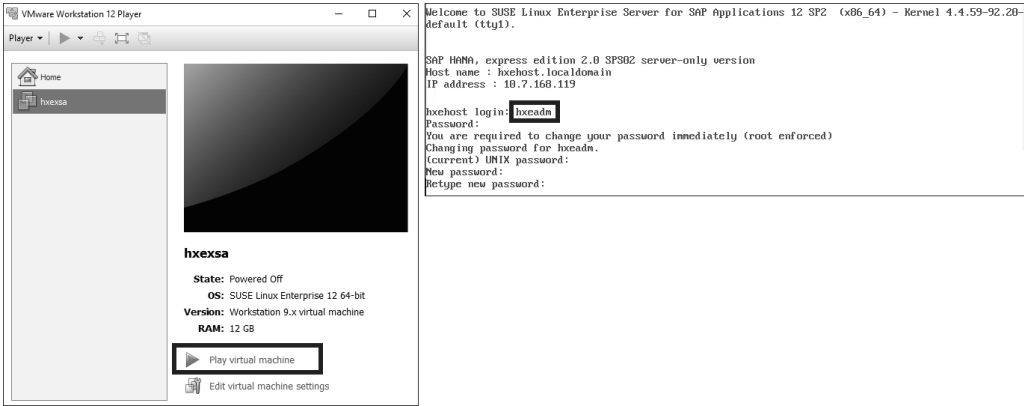 VMware Workstation 12 Player
Player
Home
hxexsa
hxexsa
State: Powered Off
OS: SUSE Linux Enterprise 12 64-bit
Version: Workstation 9.x virtual machine
RAM: 12 GB
Play virtual machine
Edit virtual machine settings
Welcome to SUSE Linux Enterprise Server for SAP Applications 12 SP2 (x86_64) - Kernel 4.4.59-92.20-
default (tty1).
SAP HANA, express edition 2.0 SPS02 server-only version
Host name : hxehost.localdomain
IP address : 10.7.168.119
hxehost login: hxeadm
Password:
You are required to change your password immediately (root enforced)
Changing password for hxeadm.
(current) UNIX password:
New password:
Retype new password: